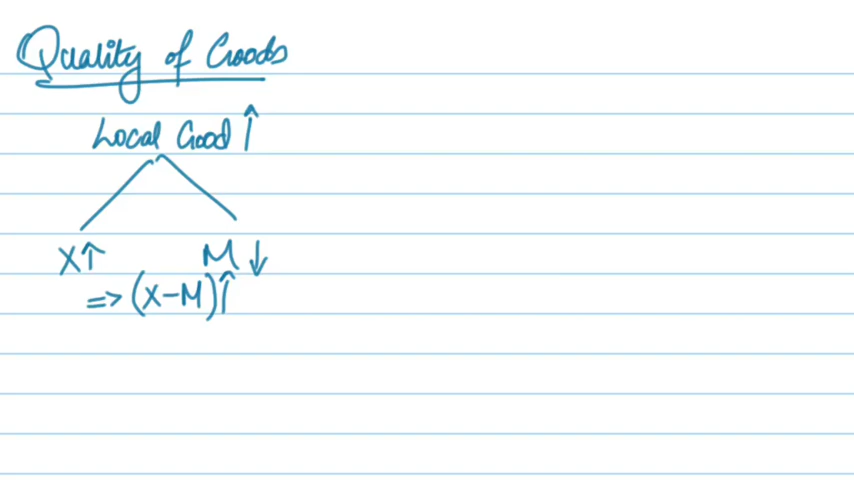 Quality of Goods
Local Good ↑
X↑ M↓
=> (X-M)↑